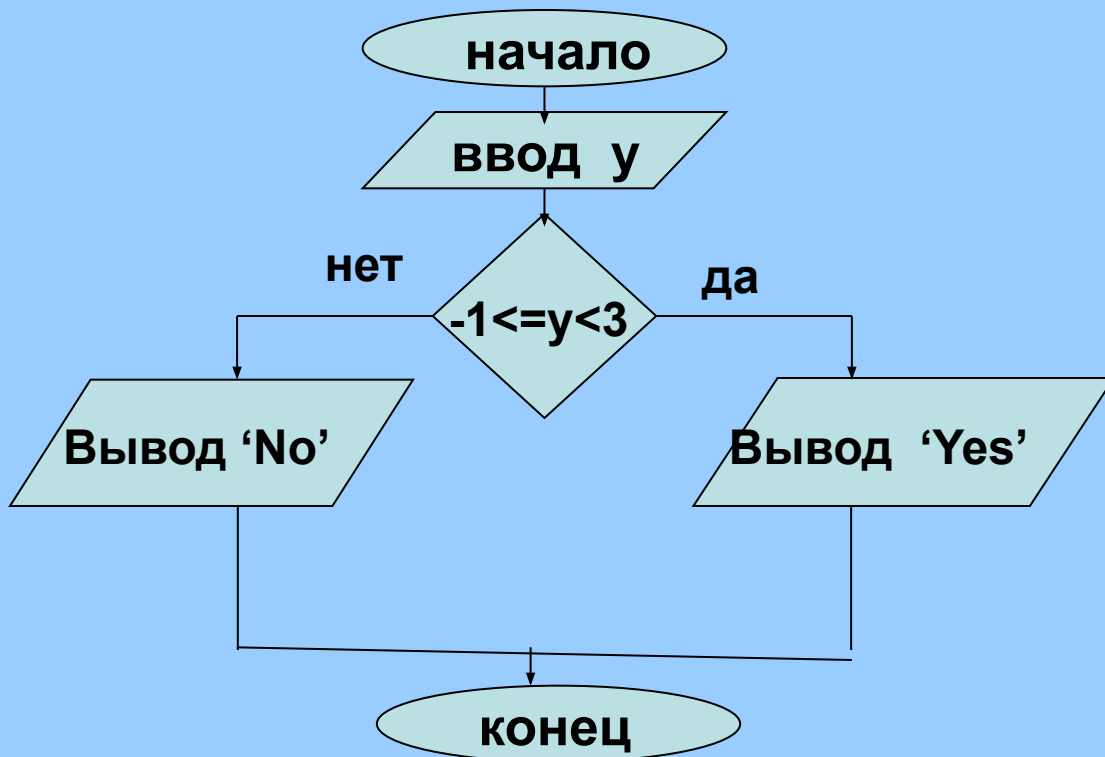 начало
ввод y
нет
да
-1<=y<3
Вывод ‘No’
Вывод ‘Yes’
конец